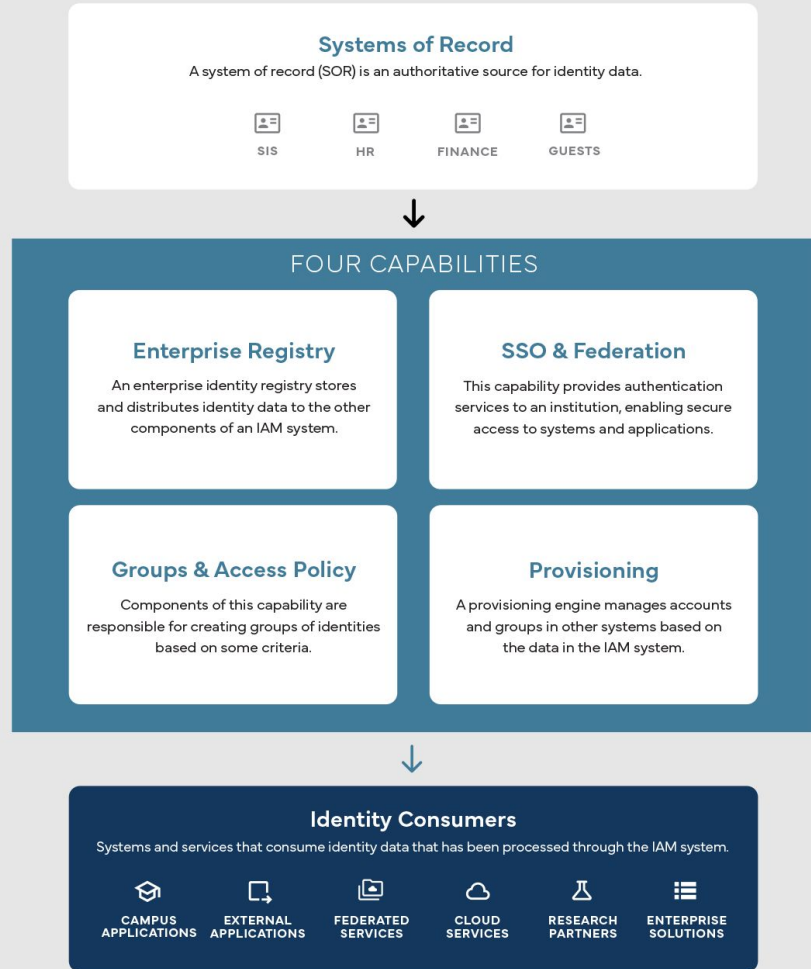 Systems of Record
A system of record (SOR) is an authoritative source for identity data.
SIS
HR
FINANCE
GUESTS
FOUR CAPABILITIES
Enterprise Registry
An enterprise identity registry stores
and distributes identity data to the other
components of an IAM system.
SSO & Federation
This capability provides authentication
services to an institution, enabling secure
access to systems and applications.
Groups & Access Policy
Components of this capability are
responsible for creating groups of identities
based on some criteria.
Provisioning
A provisioning engine manages accounts
and groups in other systems based on
the data in the IAM system.
Identity Consumers
Systems and services that consume identity data that has been processed through the IAM system.
CAMPUS
APPLICATIONS
EXTERNAL
APPLICATIONS
FEDERATED
SERVICES
CLOUD
SERVICES
RESEARCH
PARTNERS
ENTERPRISE
SOLUTIONS